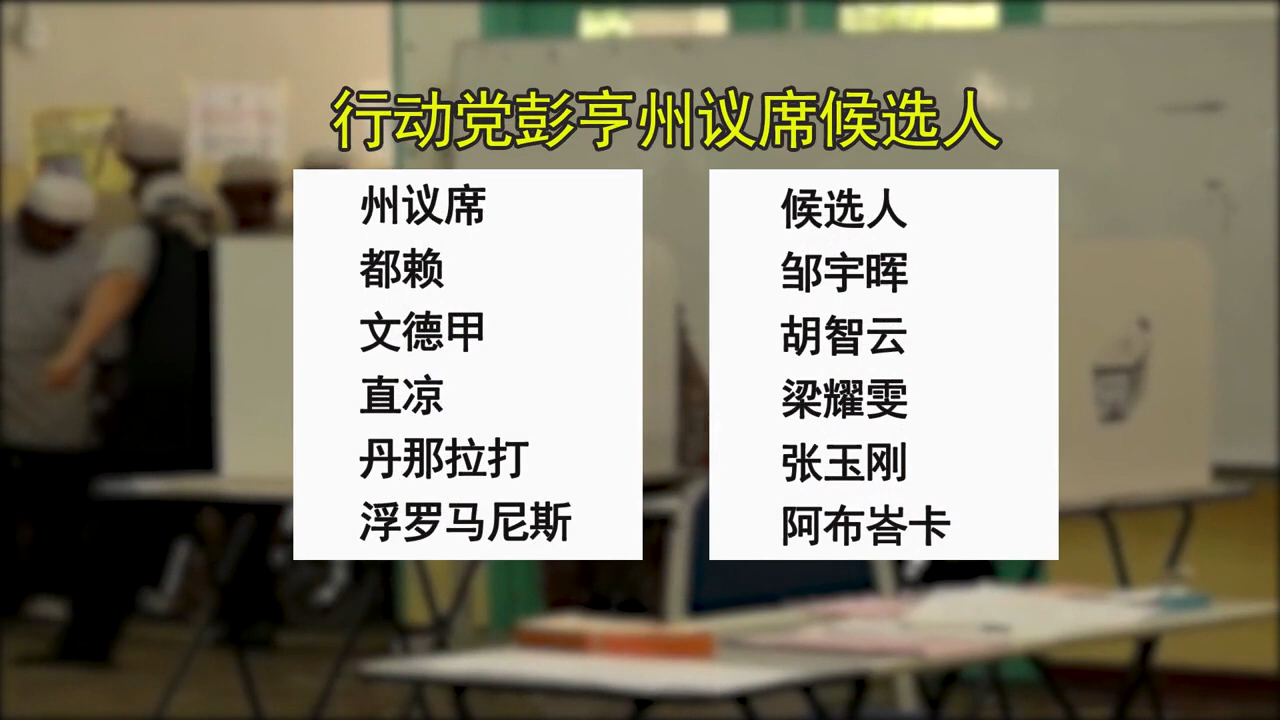 行动党彭亨州议席候选人
州议席
都赖
文德甲
直凉
丹那拉打
浮罗马尼斯
候选人
邹宇晖
胡智云
梁耀雯
张玉刚
阿布峇卡